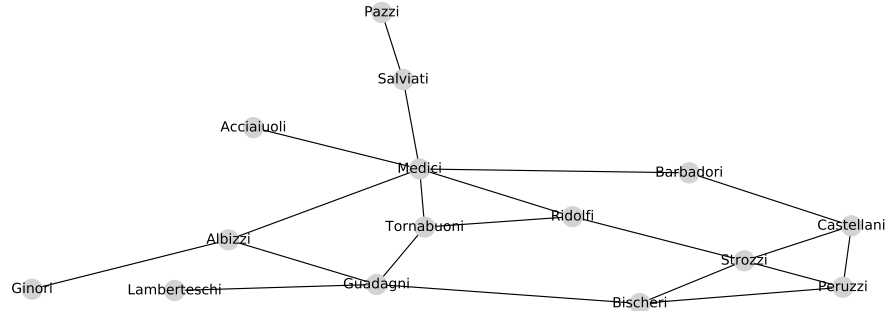 Pazzi
Salviati
Acciaiuoli
Medici
Barbadori
Ridolfi
Castellani
Tornabuoni
Albizzi
Strozzi
Guadagni
Peruzzi
Ginori
Lamberteschi
Bischeri